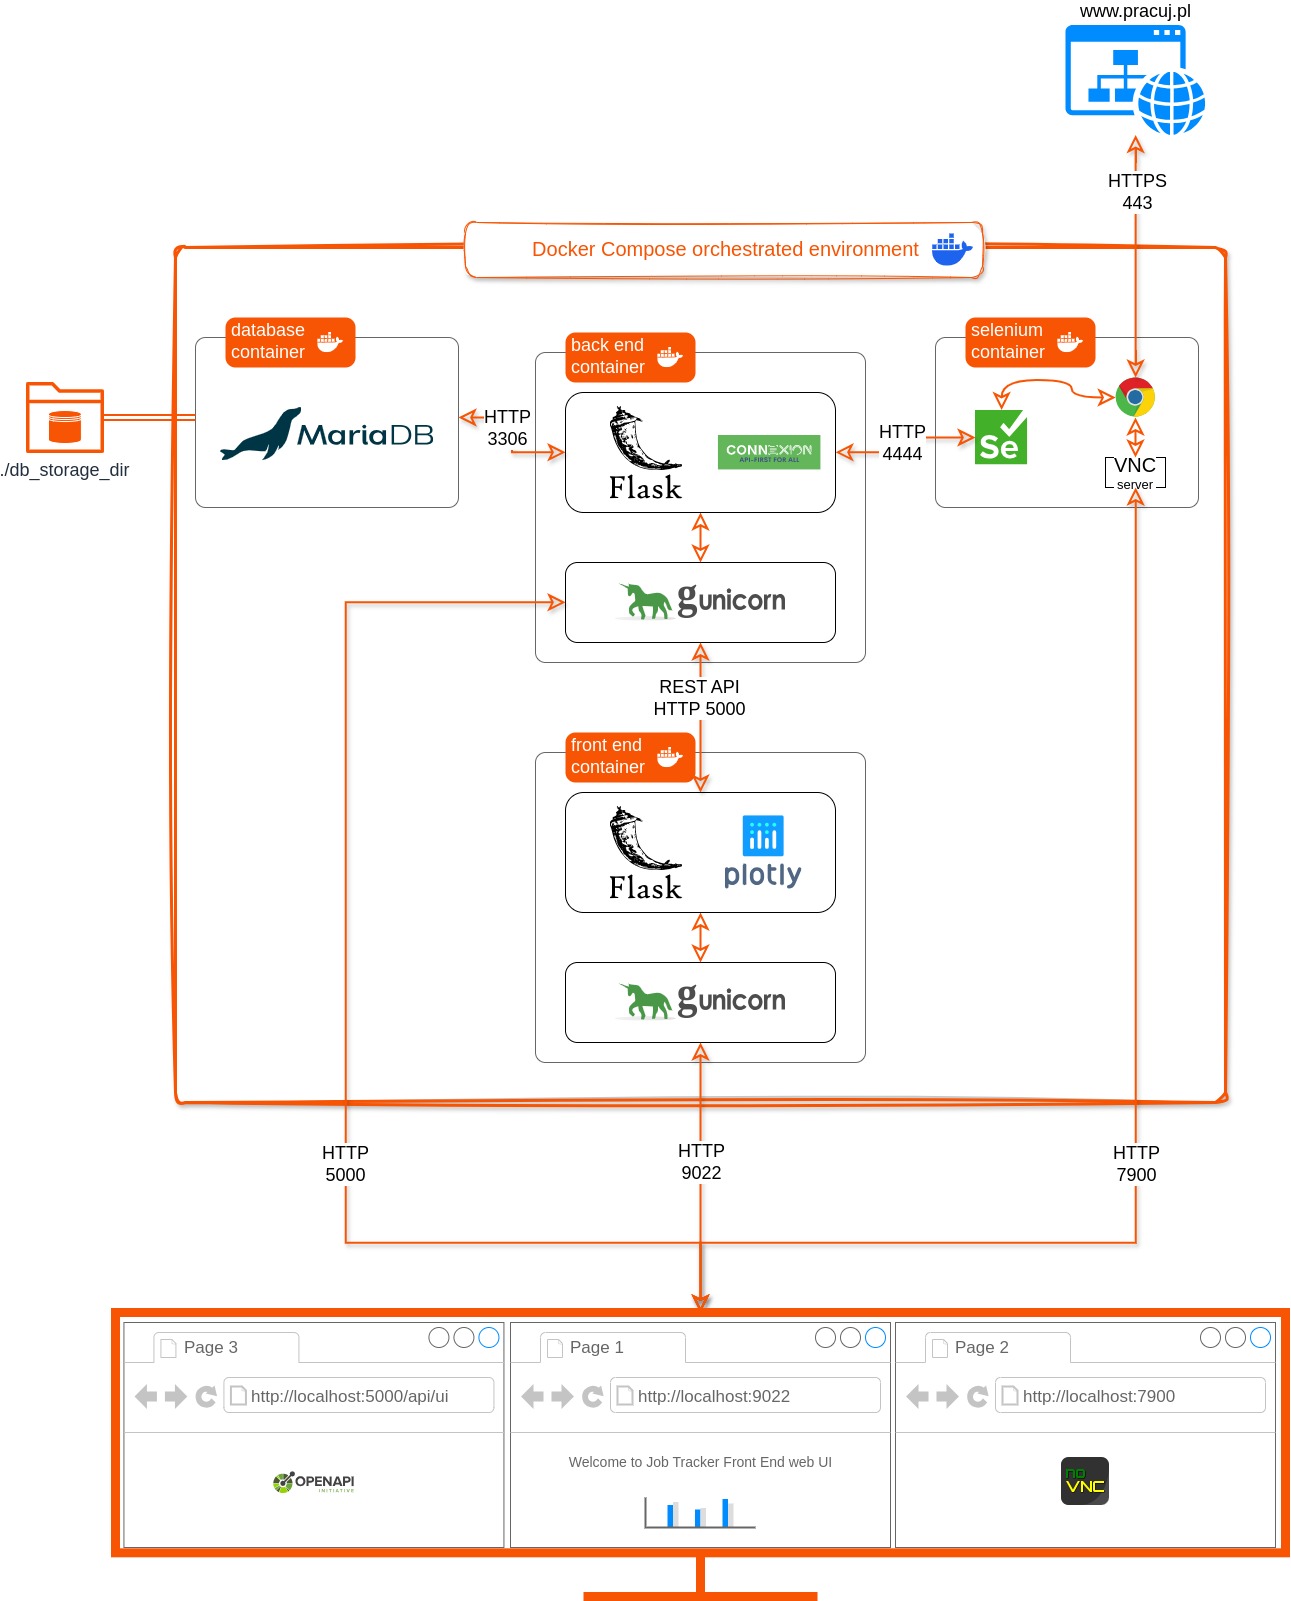 www.pracuj.pl
HTTPS
443
Docker Compose orchestrated environment
database
container
back end
container
selenium
container
./db_storage_dir
MariaDB
HTTP
3306
Flask
CONNEXION
API-FIRST FOR ALL
HTTP
4444
Se
VNC
server
gunicorn
REST API
HTTP 5000
front end
container
Flask
plotly
gunicorn
HTTP
5000
HTTP
9022
HTTP
7900
Page 3
http://localhost:5000/api/ui
OPENAPI
INITIATIVE
Page 1
http://localhost:9022
Welcome to Job Tracker Front End web UI
Page 2
http://localhost:7900
no
VNC